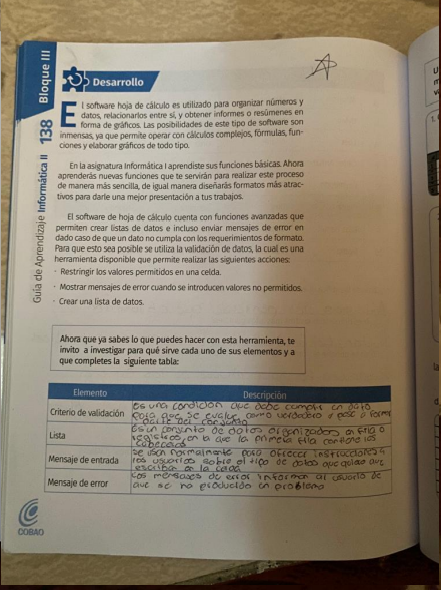 Bloque III
138
Guía de Aprendizaje Informática II
Desarrollo
El software hoja de cálculo es utilizado para organizar números y
datos, relacionarlos entre sí, y obtener informes o resúmenes en
forma de gráficos. Las posibilidades de este tipo de software son
inmensas, ya que permite operar con cálculos complejos, fórmulas, fun-
ciones y elaborar gráficos de todo tipo.
En la asignatura Informática I aprendiste sus funciones básicas. Ahora
aprenderás nuevas funciones que te servirán para realizar este proceso
de manera más sencilla, de igual manera diseñarás formatos más atrac-
tivos para darle una mejor presentación a tus trabajos.
El software de hoja de cálculo cuenta con funciones avanzadas que
permiten crear listas de datos e incluso enviar mensajes de error en
dado caso de que un dato no cumpla con los requerimientos de formato.
Para que esto sea posible se utiliza la validación de datos, la cual es una
herramienta disponible que permite realizar las siguientes acciones:
· Restringir los valores permitidos en una celda.
· Mostrar mensajes de error cuando se introducen valores no permitidos.
· Crear una lista de datos.
Ahora que ya sabes lo que puedes hacer con esta herramienta, te
invito a investigar para qué sirve cada uno de sus elementos y a
que completes la siguiente tabla:
Elemento Descripción
Criterio de validación es una condición que debe cumplir un dato
para que se evalue como verdadero y pase a formar
parte del conjunto
Lista Es un conjunto de datos organizados en fila o
registros, en la que la primera fila contiene las
cabeceras
Mensaje de entrada se usan normalmente para ofrecer instrucciones a
los usuarios sobre el tipo de datos que quiere que
escriba en la celda
Mensaje de error Los mensajes de error informan al usuario de
que se ha producido un problema
COBAO